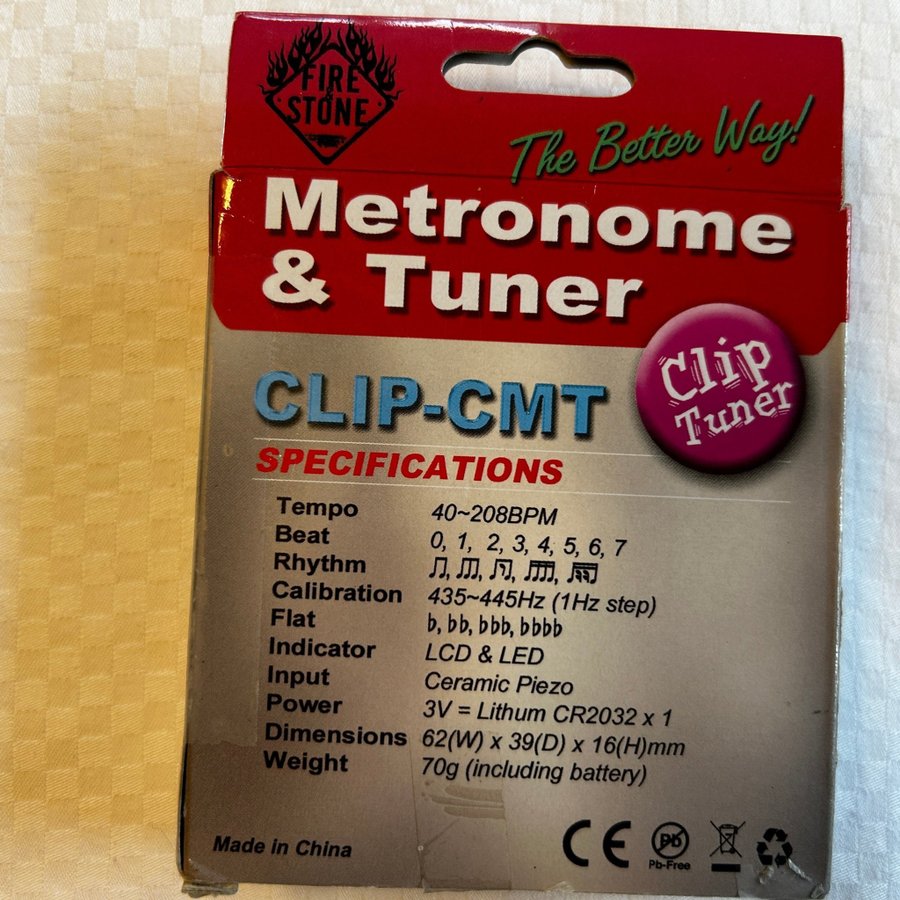 FIRE
&
STONE
The Better Way!
Metronome
& Tuner
Clip
Tuner
CLIP-CMT
SPECIFICATIONS
Tempo 40~208BPM
Beat 0, 1, 2, 3, 4, 5, 6, 7
Rhythm
Calibration 435~445Hz (1Hz step)
Flat ♭, ♭♭, ♭♭♭, ♭♭♭♭
Indicator LCD & LED
Input Ceramic Piezo
Power 3V = Lithum CR2032 x 1
Dimensions 62(W) x 39(D) x 16(H)mm
Weight 70g (including battery)
Made in China
CE
Pb
Pb-Free